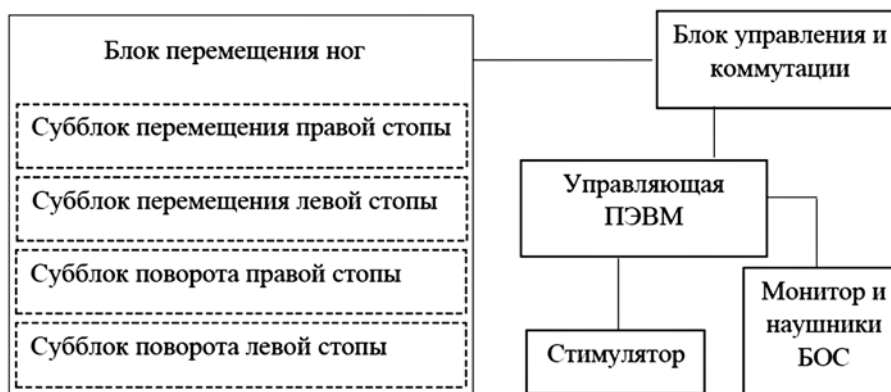 Блок перемещения ног
Субблок перемещения правой стопы
Субблок перемещения левой стопы
Субблок поворота правой стопы
Субблок поворота левой стопы
Блок управления и
коммутации
Управляющая
ПЭВМ
Стимулятор
Монитор и
наушники
БОС